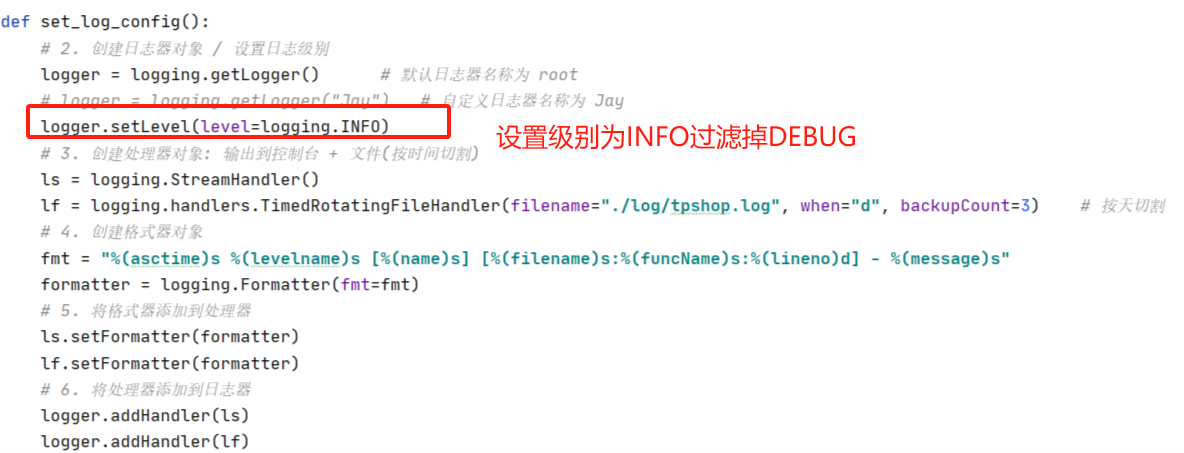 def set_log_config():
    # 2. 创建日志器对象 / 设置日志级别
    logger = logging.getLogger()      # 默认日志器名称为 root
    # logger = logging.getLogger("Jay")   # 自定义日志器名称为 Jay
    logger.setLevel(level=logging.INFO)
设置级别为INFO过滤掉DEBUG
    # 3. 创建处理器对象: 输出到控制台 + 文件(按时间切割)
    ls = logging.StreamHandler()
    lf = logging.handlers.TimedRotatingFileHandler(filename="./log/tpshop.log", when="d", backupCount=3)    # 按天切割
    # 4. 创建格式器对象
    fmt = "%(asctime)s %(levelname)s [%(name)s] [%(filename)s:%(funcName)s:%(lineno)d] - %(message)s"
    formatter = logging.Formatter(fmt=fmt)
    # 5. 将格式器添加到处理器
    ls.setFormatter(formatter)
    lf.setFormatter(formatter)
    # 6. 将处理器添加到日志器
    logger.addHandler(ls)
    logger.addHandler(lf)